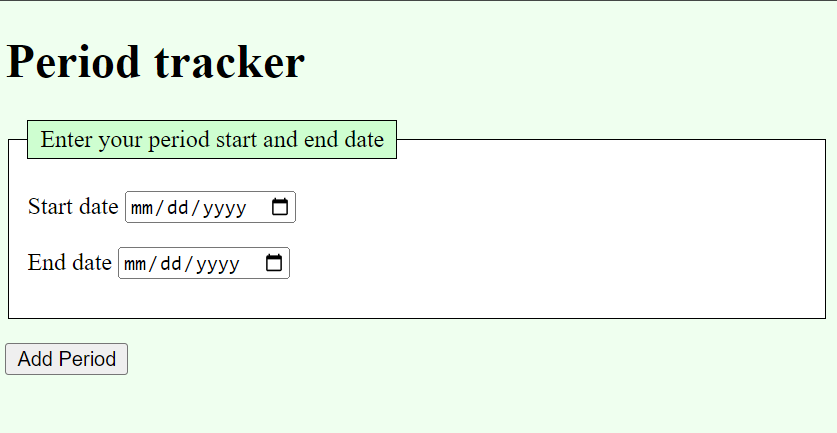 Period tracker
Enter your period start and end date
Start date mm/dd/yyyy
End date mm/dd/yyyy
Add Period